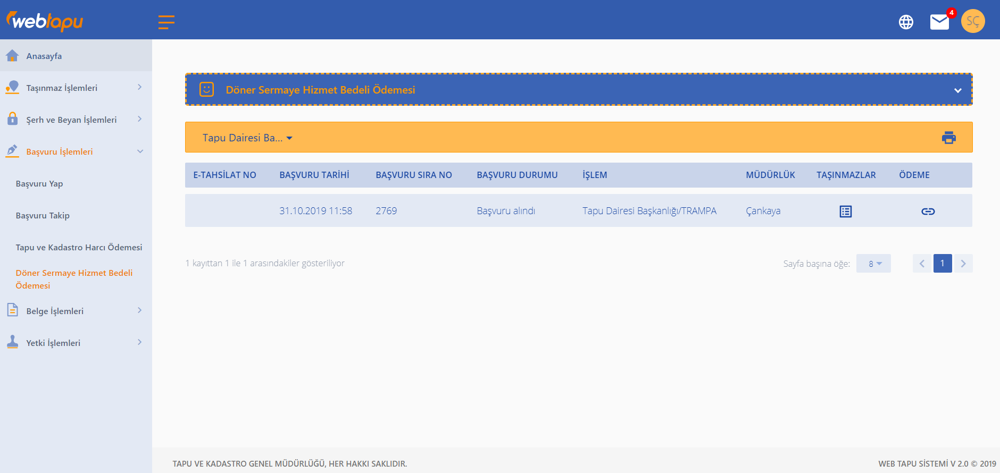 webtapu
4
SÇ
Anasayfa
Taşınmaz İşlemleri
Şerh ve Beyan İşlemleri
Başvuru İşlemleri
Başvuru Yap
Başvuru Takip
Tapu ve Kadastro Harcı Ödemesi
Döner Sermaye Hizmet Bedeli
Ödemesi
Belge İşlemleri
Yetki İşlemleri
Döner Sermaye Hizmet Bedeli Ödemesi
Tapu Dairesi Ba...
E-TAHSİLAT NO BAŞVURU TARİHİ BAŞVURU SIRA NO BAŞVURU DURUMU İŞLEM MÜDÜRLÜK TAŞINMAZLAR ÖDEME
31.10.2019 11:58 2769 Başvuru alındı Tapu Dairesi Başkanlığı/TRAMPA Çankaya
1 kayıttan 1 ile 1 arasındakiler gösteriliyor
Sayfa başına öğe: 8 1
TAPU VE KADASTRO GENEL MÜDÜRLÜĞÜ, HER HAKKI SAKLIDIR.
WEB TAPU SİSTEMİ V 2.0 © 2019